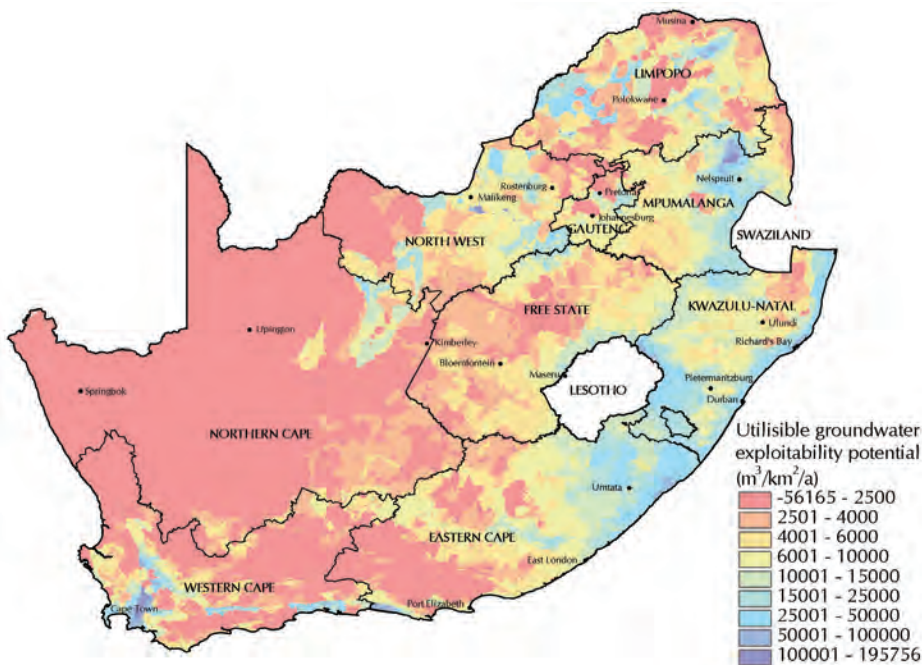 Musina
LIMPOPO
Polokwane
Nelspruit
Rustenburg
Pretoria
Mafikeng
MPUMALANGA
Johannesburg
GAUTENG
SWAZILAND
NORTH WEST
FREE STATE
KWAZULU-NATAL
Ulundi
Upington
Kimberley
Richard's Bay
Bloemfontein
Maseru
LESOTHO
Pietermaritzburg
Springbok
Durban
NORTHERN CAPE
Umtata
EASTERN CAPE
East London
WESTERN CAPE
Cape Town
Port Elizabeth
Utilisible groundwater
exploitability potential
(m³/km²/a)
-56165 - 2500
2501 - 4000
4001 - 6000
6001 - 10000
10001 - 15000
15001 - 25000
25001 - 50000
50001 - 100000
100001 - 195756